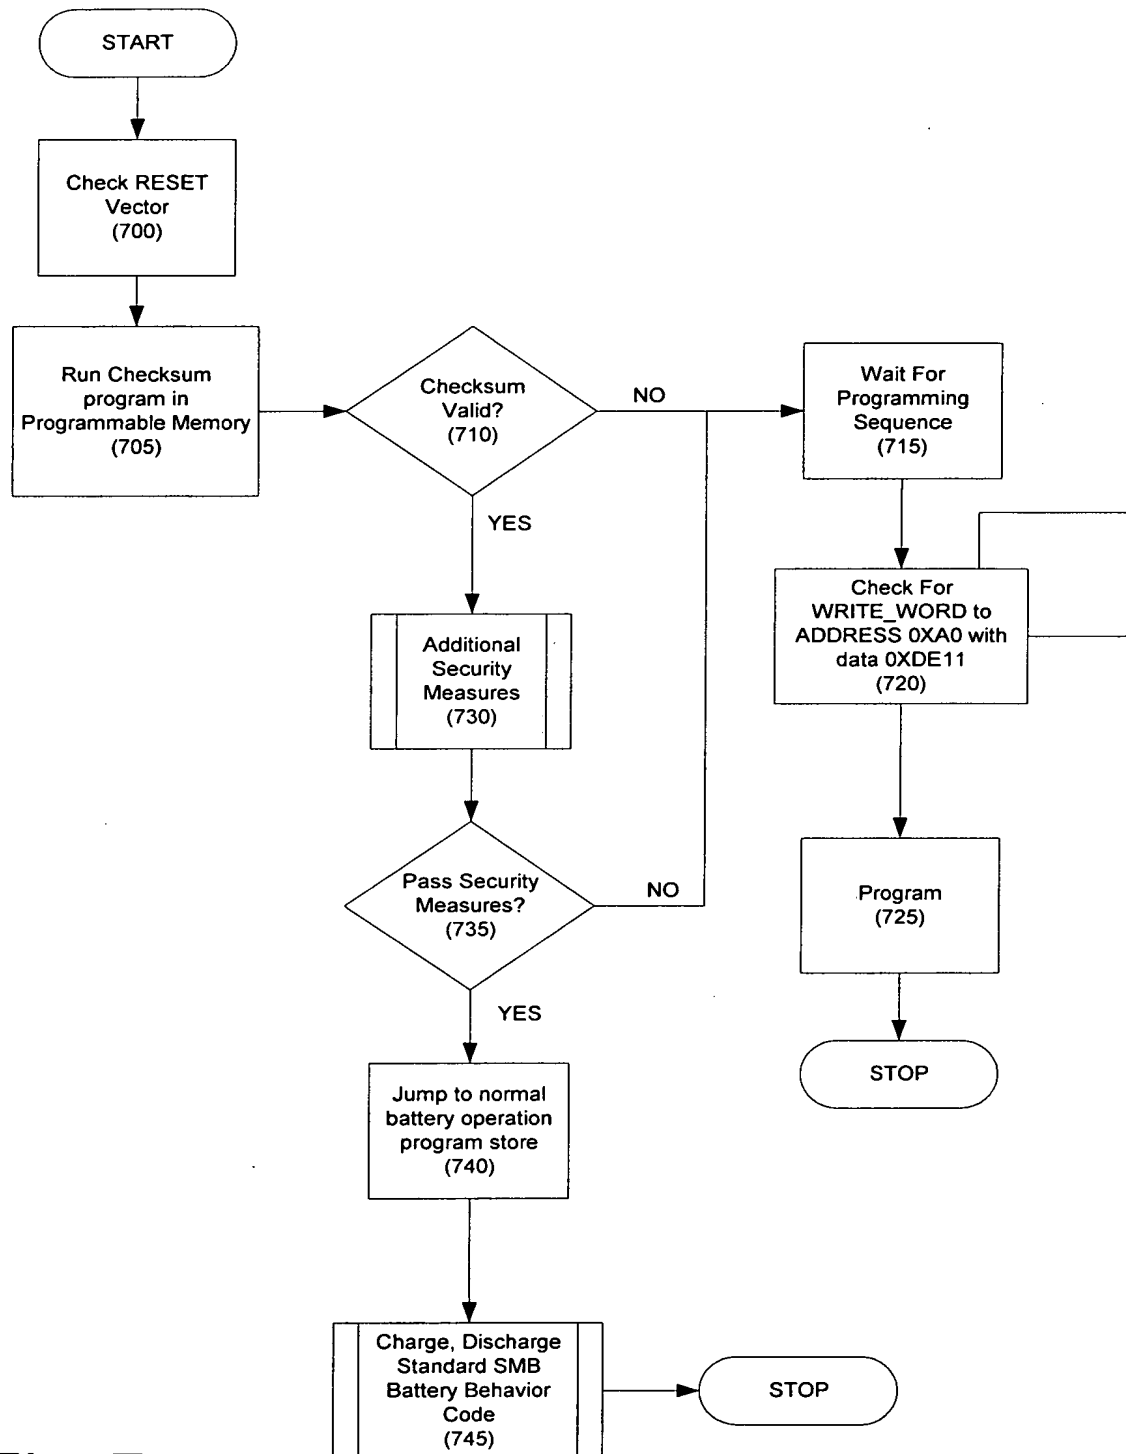 START
Check RESET
Vector
(700)
Run Checksum
program in
Programmable Memory
(705)
Checksum
Valid?
(710)
NO
Wait For
Programming
Sequence
(715)
YES
Check For
WRITE_WORD to
ADDRESS 0XA0 with
data 0XDE11
(720)
Additional
Security
Measures
(730)
Pass Security
Measures?
(735)
NO
Program
(725)
YES
STOP
Jump to normal
battery operation
program store
(740)
Charge, Discharge
Standard SMB
Battery Behavior
Code
(745)
STOP